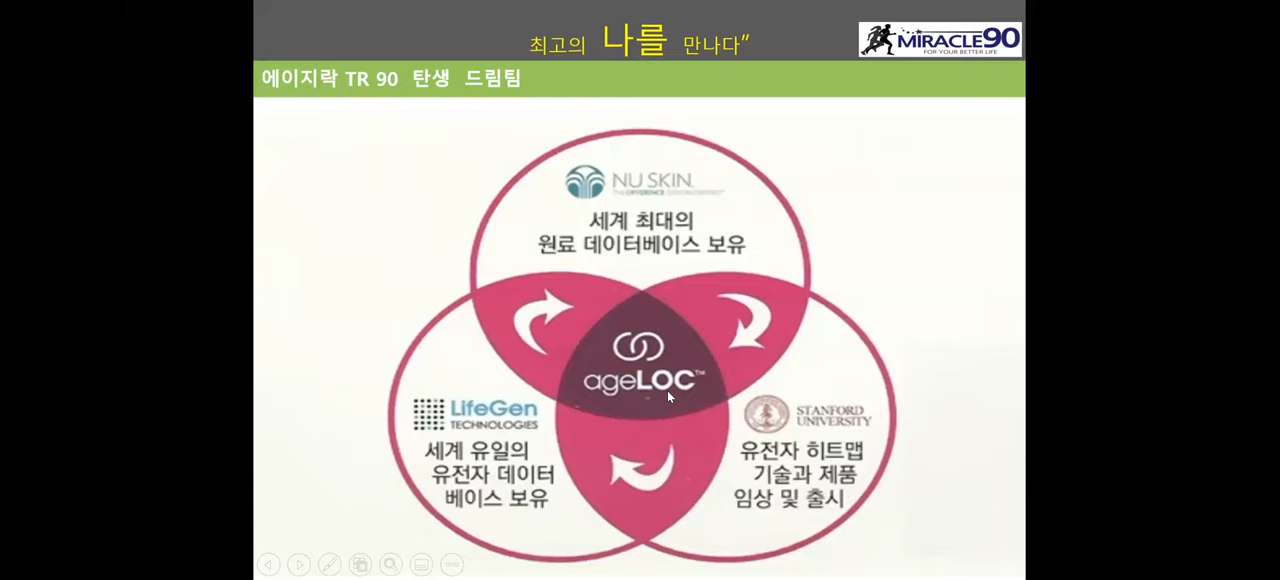 최고의 나를 만나다”
MIRACLE90
FOR YOUR BETTER LIFE
에이지락 TR 90 탄생 드림팀
NU SKIN
세계 최대의
원료 데이터베이스 보유
ageLOC™
LifeGen
TECHNOLOGIES
세계 유일의
유전자 데이터
베이스 보유
STANFORD
UNIVERSITY
유전자 히트맵
기술과 제품
임상 및 출시